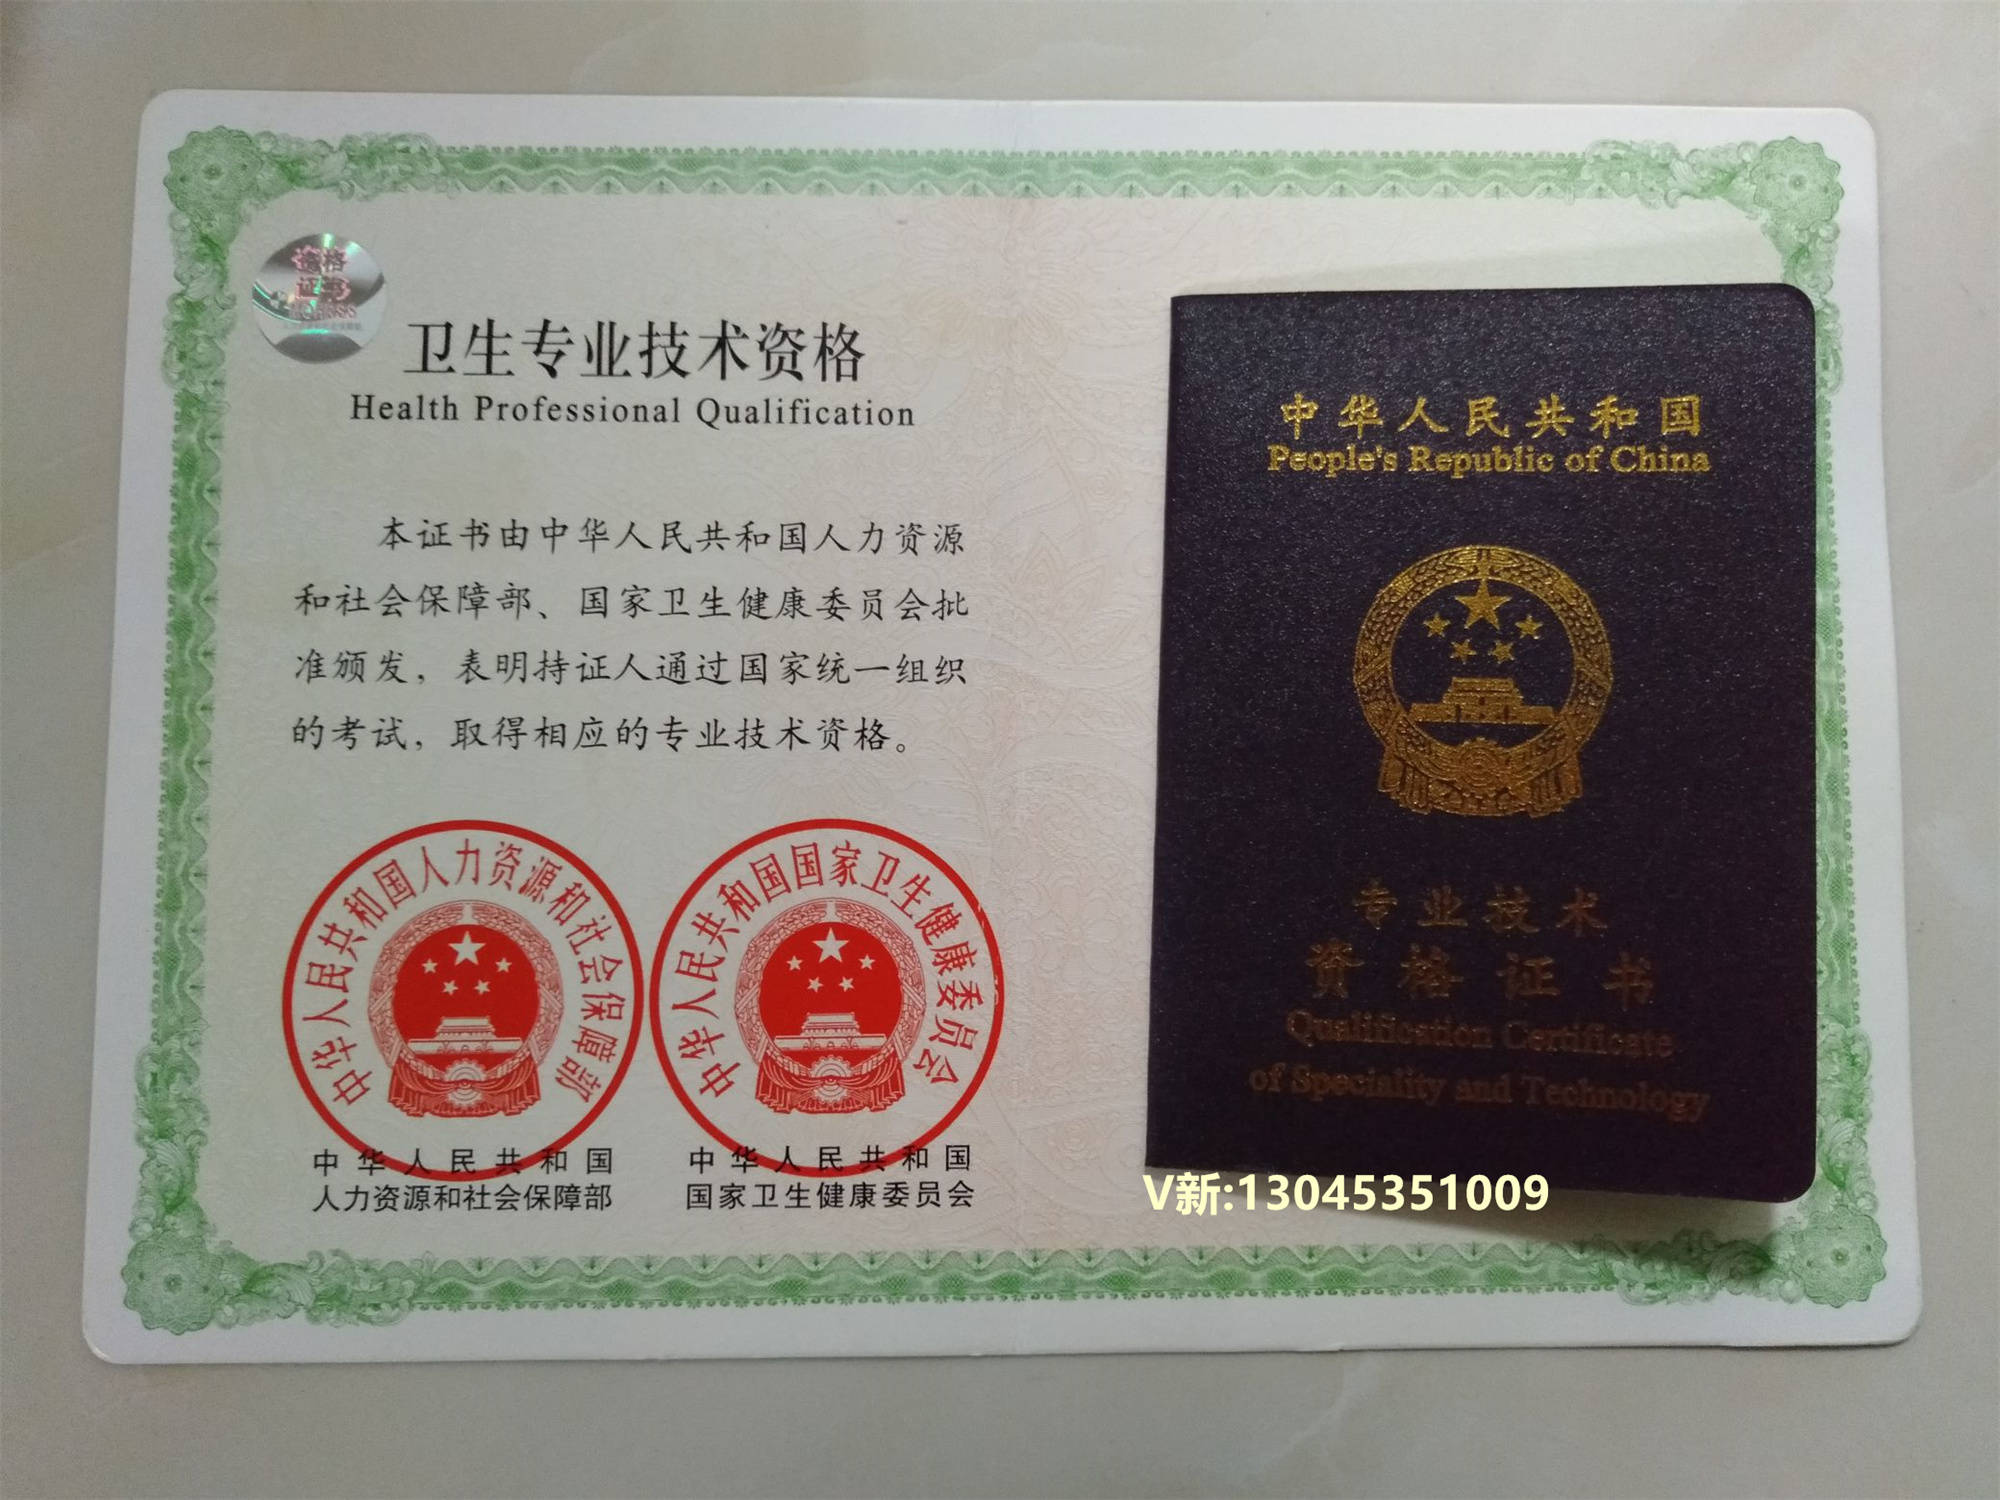 资格
证书
卫生专业技术资格
Health Professional Qualification
本证书由中华人民共和国人力资源
和社会保障部、国家卫生健康委员会批
准颁发，表明持证人通过国家统一组织
的考试，取得相应的专业技术资格。
中华人民共和国人力资源和社会保障部
中华人民共和国国家卫生健康委员会
中华人民共和国
人力资源和社会保障部
中华人民共和国
国家卫生健康委员会
中华人民共和国
People's Republic of China
专业技术
资格证书
Qualification Certificate
of Speciality and Technology
V新:13045351009